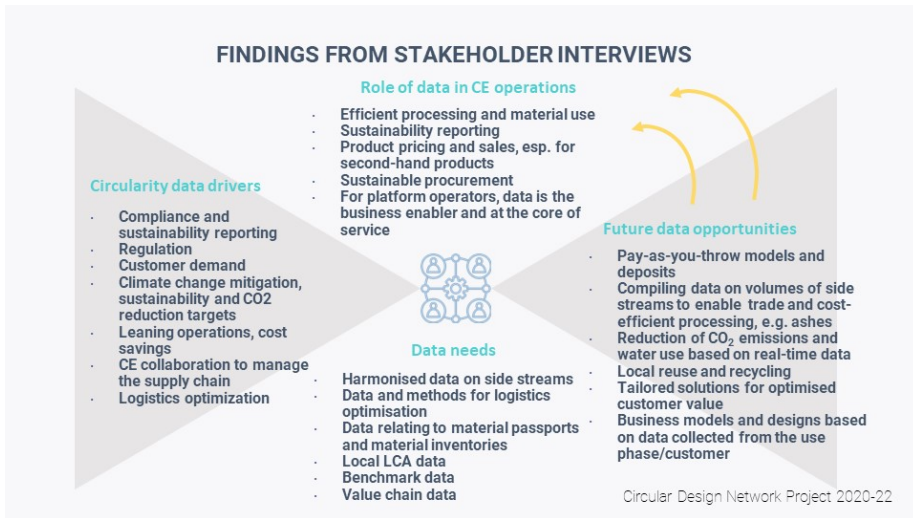 FINDINGS FROM STAKEHOLDER INTERVIEWS
Role of data in CE operations
· Efficient processing and material use
· Sustainability reporting
· Product pricing and sales, esp. for
second-hand products
· Sustainable procurement
· For platform operators, data is the
business enabler and at the core of
service
Circularity data drivers
· Compliance and
sustainability reporting
· Regulation
· Customer demand
· Climate change mitigation,
sustainability and CO2
reduction targets
· Leaning operations, cost
savings
· CE collaboration to manage
the supply chain
· Logistics optimization
Data needs
· Harmonised data on side streams
· Data and methods for logistics
optimisation
· Data relating to material passports
and material inventories
· Local LCA data
· Benchmark data
· Value chain data
Future data opportunities
· Pay-as-you-throw models and
deposits
· Compiling data on volumes of side
streams to enable trade and cost-
efficient processing, e.g. ashes
· Reduction of CO₂ emissions and
water use based on real-time data
· Local reuse and recycling
· Tailored solutions for optimised
customer value
· Business models and designs based
on data collected from the use
phase/customer
Circular Design Network Project 2020-22